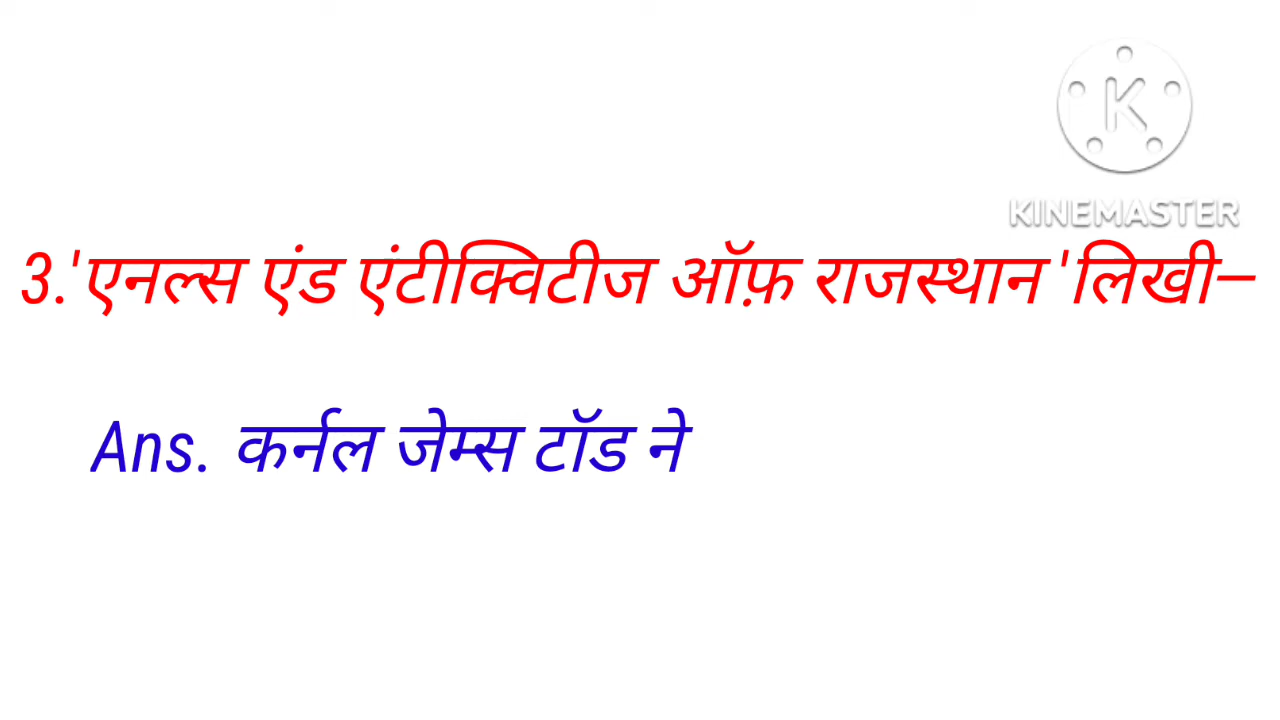 K
KINEMASTER
3.'एनल्स एंड एंटीक्विटीज ऑफ़ राजस्थान'लिखी–
Ans. कर्नल जेम्स टॉड ने